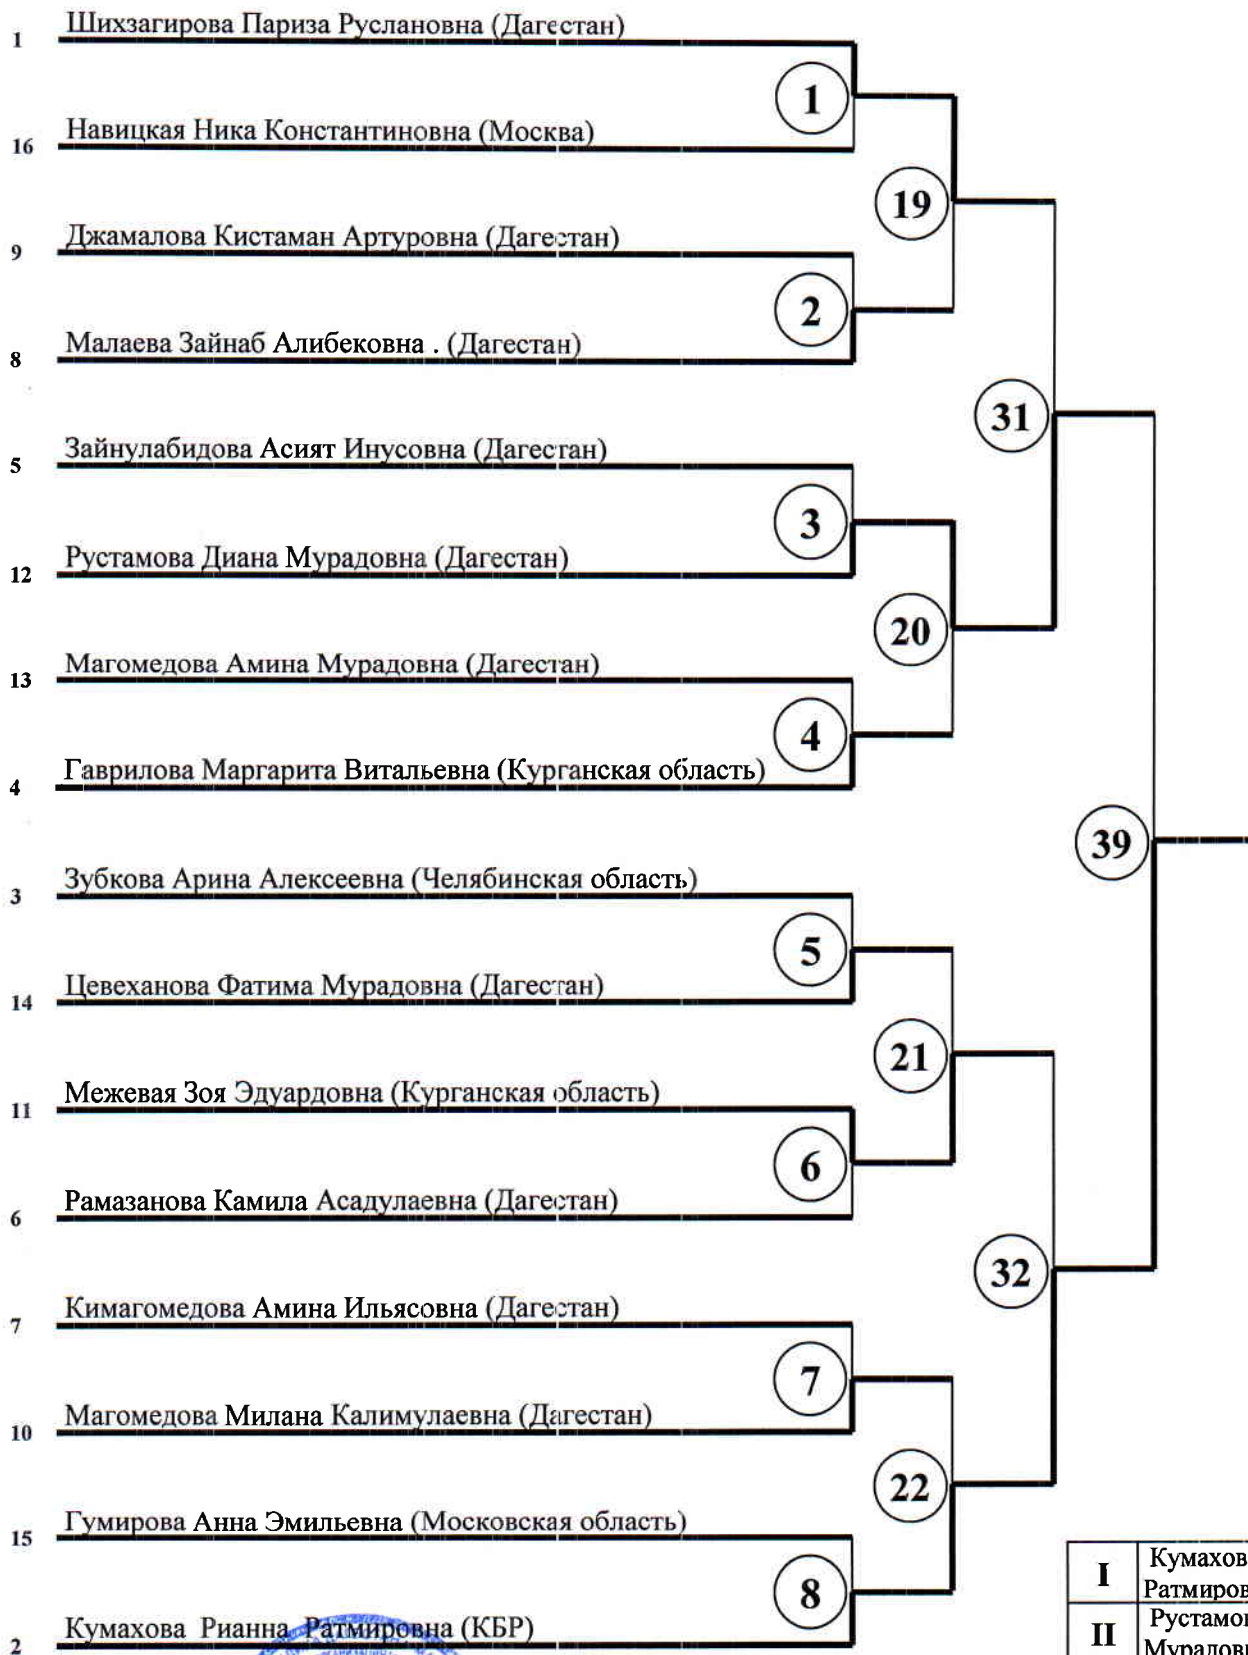 1 Шихзагирова Париза Руслановна (Дагестан)
1
16 Навицкая Ника Константиновна (Москва)
19
9 Джамалова Кистаман Артуровна (Дагестан)
2
8 Малаева Зайнаб Алибековна . (Дагестан)
31
5 Зайнулабидова Асият Инусовна (Дагестан)
3
12 Рустамова Диана Мурадовна (Дагестан)
20
13 Магомедова Амина Мурадовна (Дагестан)
4
4 Гаврилова Маргарита Витальевна (Курганская область)
39
3 Зубкова Арина Алексеевна (Челябинская область)
5
14 Цевеханова Фатима Мурадовна (Дагестан)
21
11 Межевая Зоя Эдуардовна (Курганская область)
6
6 Рамазанова Камила Асадулаевна (Дагестан)
32
7 Кимагомедова Амина Ильясовна (Дагестан)
7
10 Магомедова Милана Калимулаевна (Дагестан)
22
15 Гумирова Анна Эмильевна (Московская область)
8
2 Кумахова Рианна Ратмировна (КБР)
I Кумахов
Ратмиров
II Рустамо